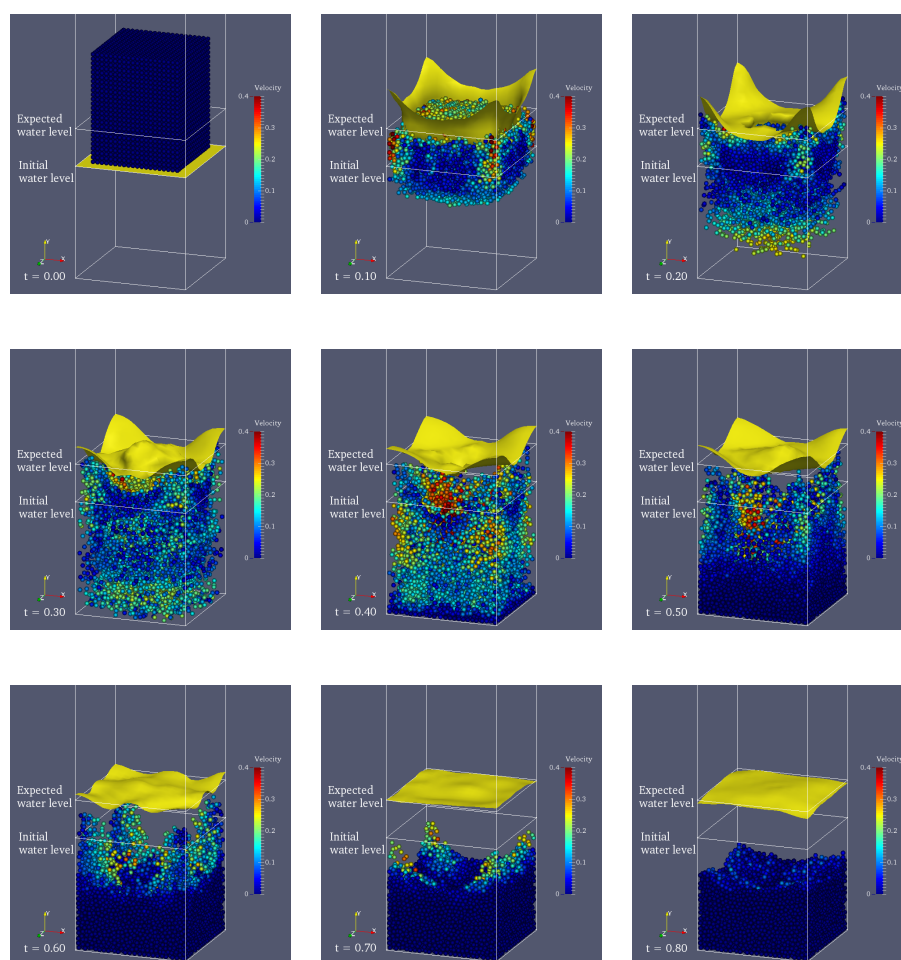 Velocity
0.4
Expected
water level
0.3
0.2
Initial
water level
0.1
0
Y
Z
X
t = 0.00
Velocity
0.4
Expected
water level
0.3
0.2
Initial
water level
0.1
0
Y
Z
X
t = 0.10
Velocity
0.4
Expected
water level
0.3
0.2
Initial
water level
0.1
0
Y
Z
X
t = 0.20
Velocity
0.4
Expected
water level
0.3
0.2
Initial
water level
0.1
0
Y
Z
X
t = 0.30
Velocity
0.4
Expected
water level
0.3
0.2
Initial
water level
0.1
0
Y
Z
X
t = 0.40
Velocity
0.4
Expected
water level
0.3
0.2
Initial
water level
0.1
0
Y
Z
X
t = 0.50
Velocity
0.4
Expected
water level
0.3
0.2
Initial
water level
0.1
0
Y
Z
X
t = 0.60
Velocity
0.4
Expected
water level
0.3
0.2
Initial
water level
0.1
0
Y
Z
X
t = 0.70
Velocity
0.4
Expected
water level
0.3
0.2
Initial
water level
0.1
0
Y
Z
X
t = 0.80